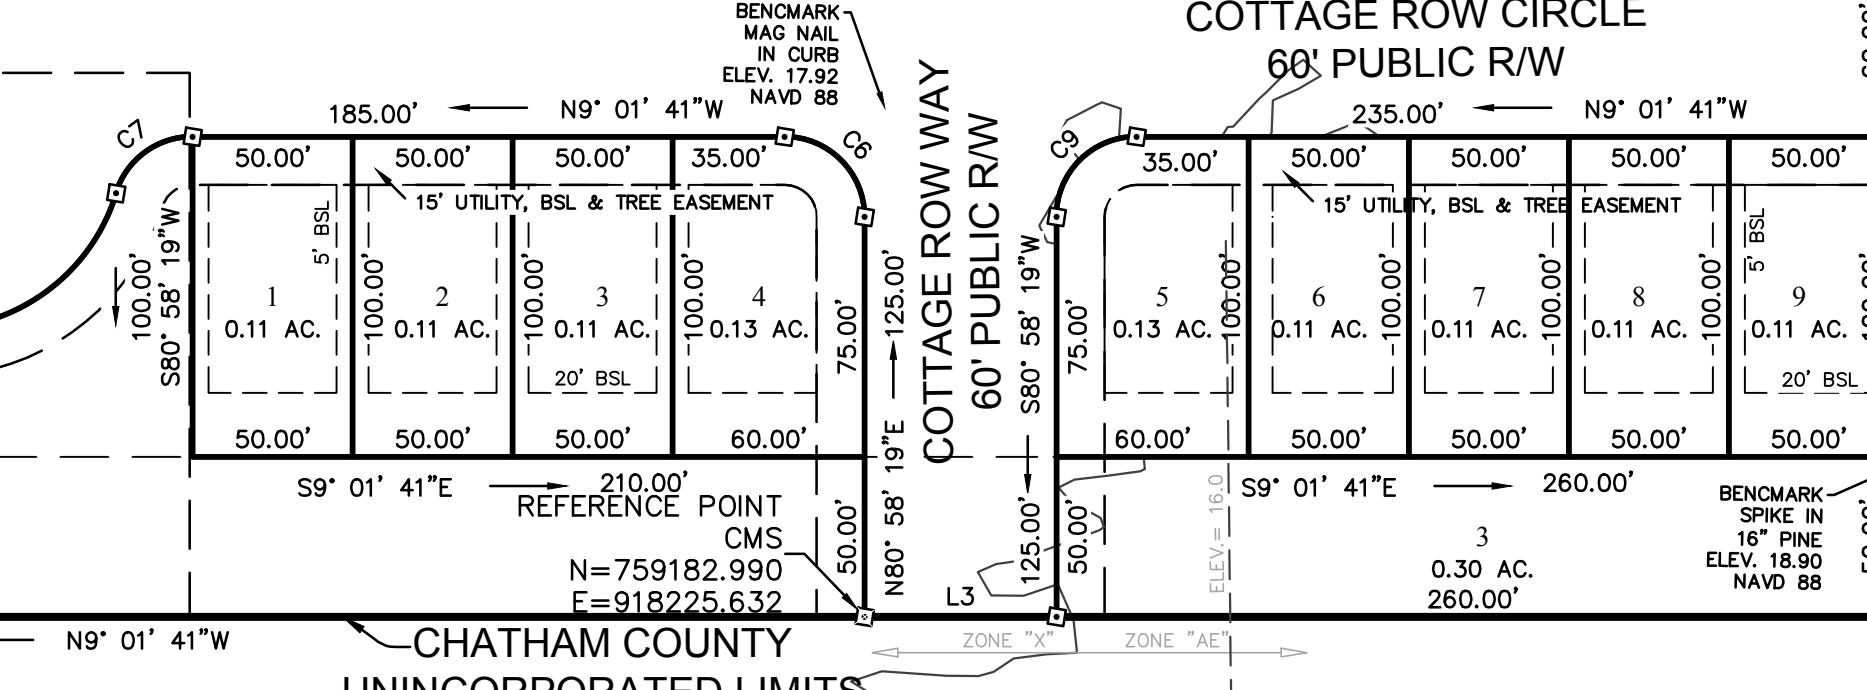 BENCMARK
MAG NAIL
IN CURB
ELEV. 17.92
NAVD 88
COTTAGE ROW CIRCLE
60' PUBLIC R/W
185.00'
N9° 01' 41"W
235.00'
N9° 01' 41"W
C7
C6
C9
50.00'
50.00'
50.00'
35.00'
35.00'
50.00'
50.00'
50.00'
50.00'
15' UTILITY, BSL & TREE EASEMENT
15' UTILITY, BSL & TREE EASEMENT
100.00'
S80° 58' 19"W
5' BSL
100.00'
100.00'
100.00'
75.00'
125.00'
N80° 58' 19"E
COTTAGE ROW WAY
60' PUBLIC R/W
S80° 58' 19"W
125.00'
75.00'
100.00'
100.00'
100.00'
100.00'
5' BSL
1
0.11 AC.
2
0.11 AC.
3
0.11 AC.
4
0.13 AC.
5
0.13 AC.
6
0.11 AC.
7
0.11 AC.
8
0.11 AC.
9
0.11 AC.
20' BSL
20' BSL
50.00'
50.00'
50.00'
60.00'
60.00'
50.00'
50.00'
50.00'
50.00'
S9° 01' 41"E
210.00'
S9° 01' 41"E
260.00'
REFERENCE POINT
CMS
N=759182.990
E=918225.632
50.00'
50.00'
L3
ELEV.= 16.0
3
0.30 AC.
260.00'
BENCMARK
SPIKE IN
16" PINE
ELEV. 18.90
NAVD 88
N9° 01' 41"W
CHATHAM COUNTY
UNINCORPORATED LIMITS
ZONE "X"
ZONE "AE"